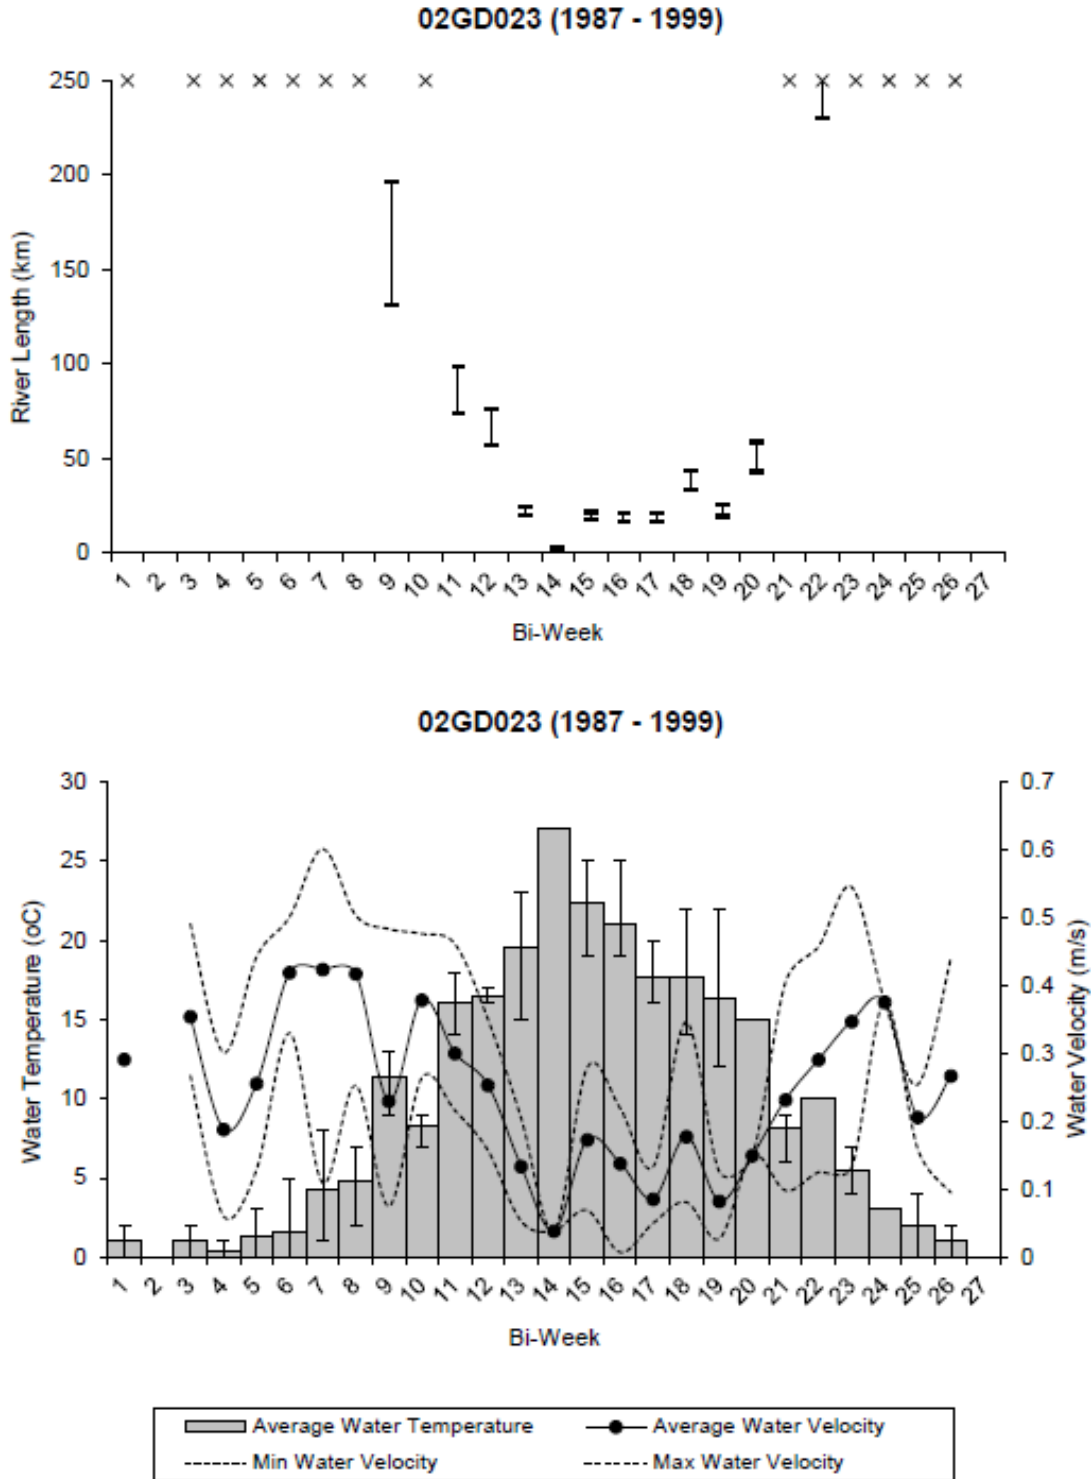 02GD023 (1987 - 1999)
250
200
150
100
50
0
River Length (km)
1 2 3 4 5 6 7 8 9 10 11 12 13 14 15 16 17 18 19 20 21 22 23 24 25 26 27
Bi-Week
02GD023 (1987 - 1999)
30 0.7
25 0.6
20 0.5
15 0.4
10 0.3
5 0.2
0 0.1
0
Water Temperature (oC)
Water Velocity (m/s)
1 2 3 4 5 6 7 8 9 10 11 12 13 14 15 16 17 18 19 20 21 22 23 24 25 26 27
Bi-Week
Average Water Temperature Average Water Velocity
Min Water Velocity Max Water Velocity